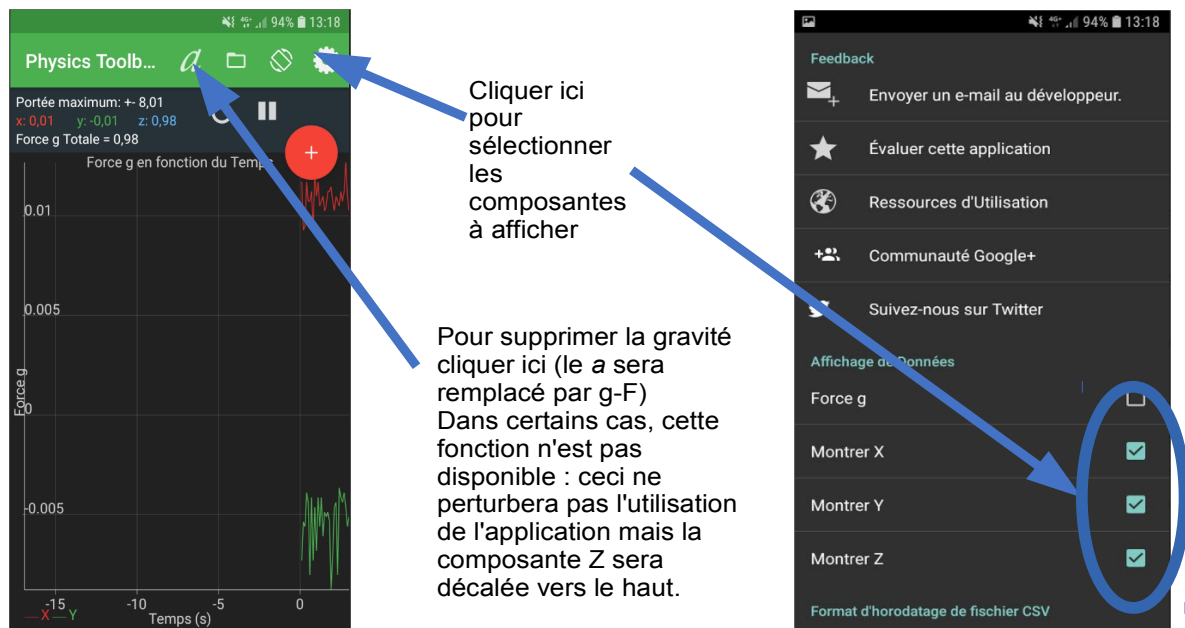 94% 13:18
Physics Toolb... a
Portée maximum: +- 8,01
x: 0,01 y: -0,01 z: 0,98
Force g Totale = 0,98
+
Force g en fonction du Temps
0.01
0.005
Force g
0
-0.005
-15 -10 -5 0
X Y
Temps (s)
Cliquer ici
pour
sélectionner
les
composantes
à afficher
Pour supprimer la gravité
cliquer ici (le a sera
remplacé par g-F)
Dans certains cas, cette
fonction n'est pas
disponible : ceci ne
perturbera pas l'utilisation
de l'application mais la
composante Z sera
décalée vers le haut.
94% 13:18
Feedback
Envoyer un e-mail au développeur.
Évaluer cette application
Ressources d'Utilisation
Communauté Google+
Suivez-nous sur Twitter
Affichage de Données
Force g
Montrer X
Montrer Y
Montrer Z
Format d'horodatage de fischier CSV